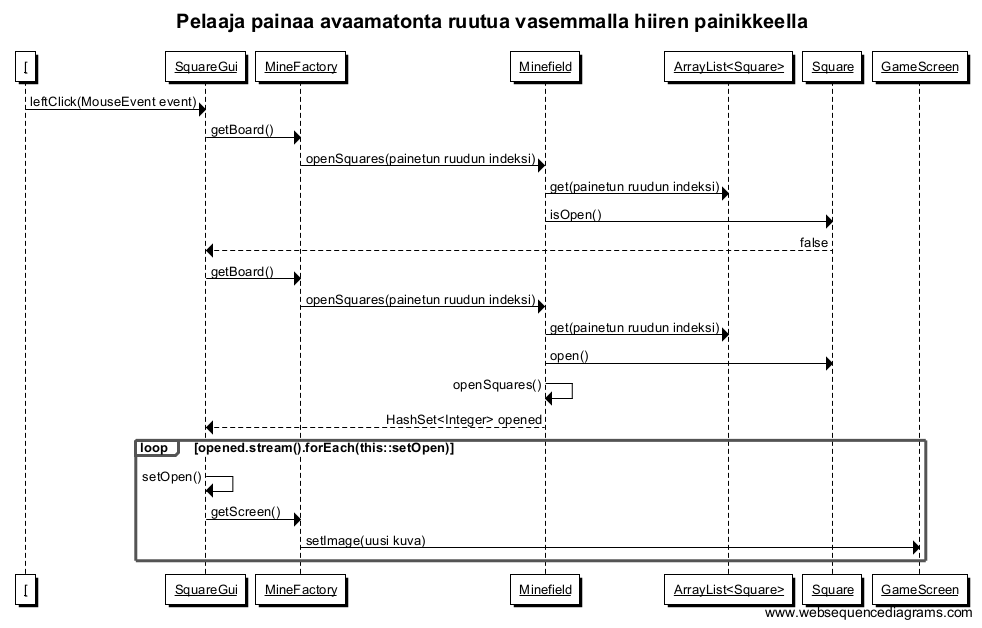 Pelaaja painaa avaamatonta ruutua vasemmalla hiiren painikkeella
[ SquareGui MineFactory Minefield ArrayList<Square> Square GameScreen
leftClick(MouseEvent event)
getBoard()
openSquares(painetun ruudun indeksi)
get(painetun ruudun indeksi)
isOpen()
false
getBoard()
openSquares(painetun ruudun indeksi)
get(painetun ruudun indeksi)
open()
openSquares()
HashSet<Integer> opened
loop [opened.stream().forEach(this::setOpen)]
setOpen()
getScreen()
setImage(uusi kuva)
[ SquareGui MineFactory Minefield ArrayList<Square> Square GameScreen
www.websequencediagrams.com